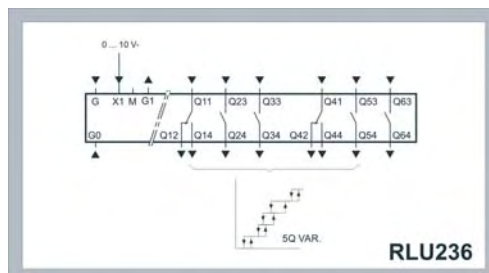 0 ... 10 V-
G X1 M G1 Q11 Q23 Q33 Q41 Q53 Q63
G0 Q12 Q14 Q24 Q34 Q42 Q44 Q54 Q64
5Q VAR.
RLU236